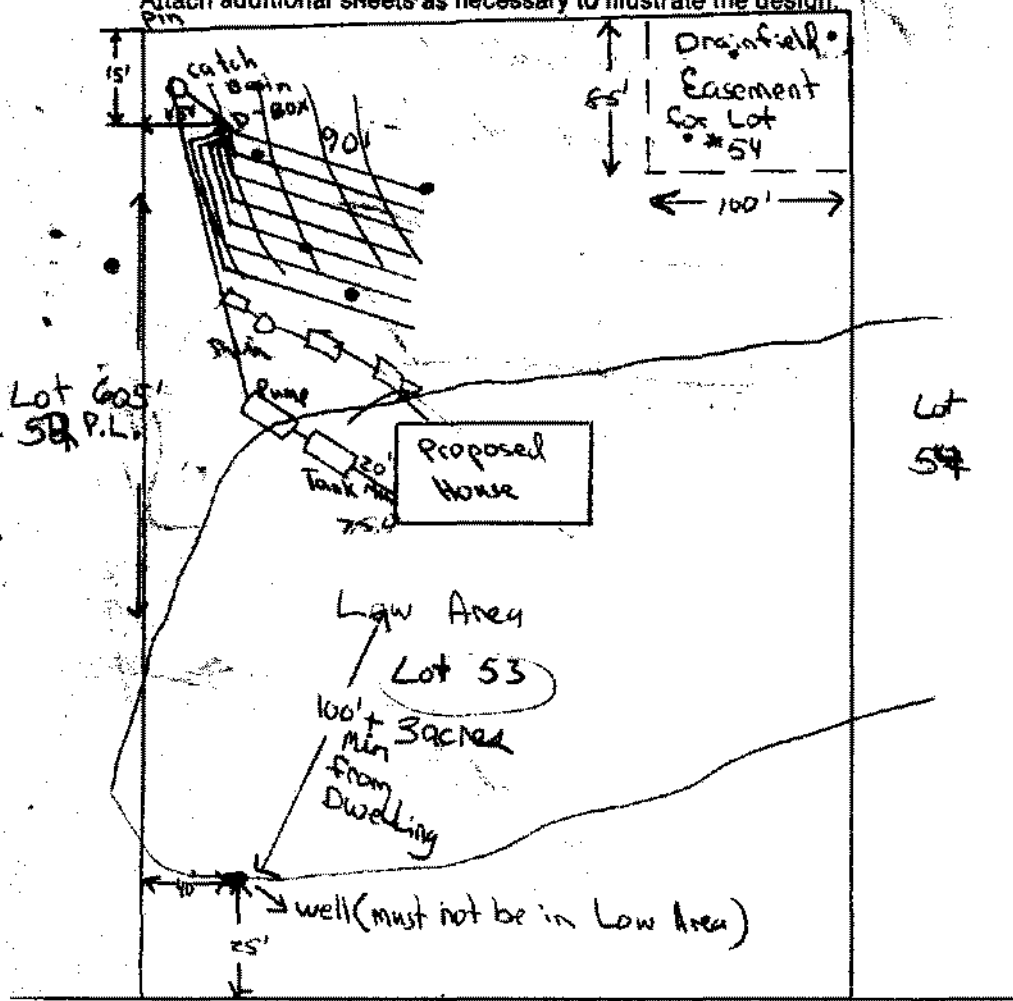 Attach additional sheets as necessary to illustrate the design.
Pin
15'
Catch
Basin
D-BOX
90'
85'
Drainfield
Easement
for Lot
* 54
100'
Pump
Tank
20'
Proposed
House
Lot 605'
P.L.
Lot
Low Area
Lot 53
3acres
100'+
Min
from
Dwelling
40'
well (must not be in Low Area)
25'